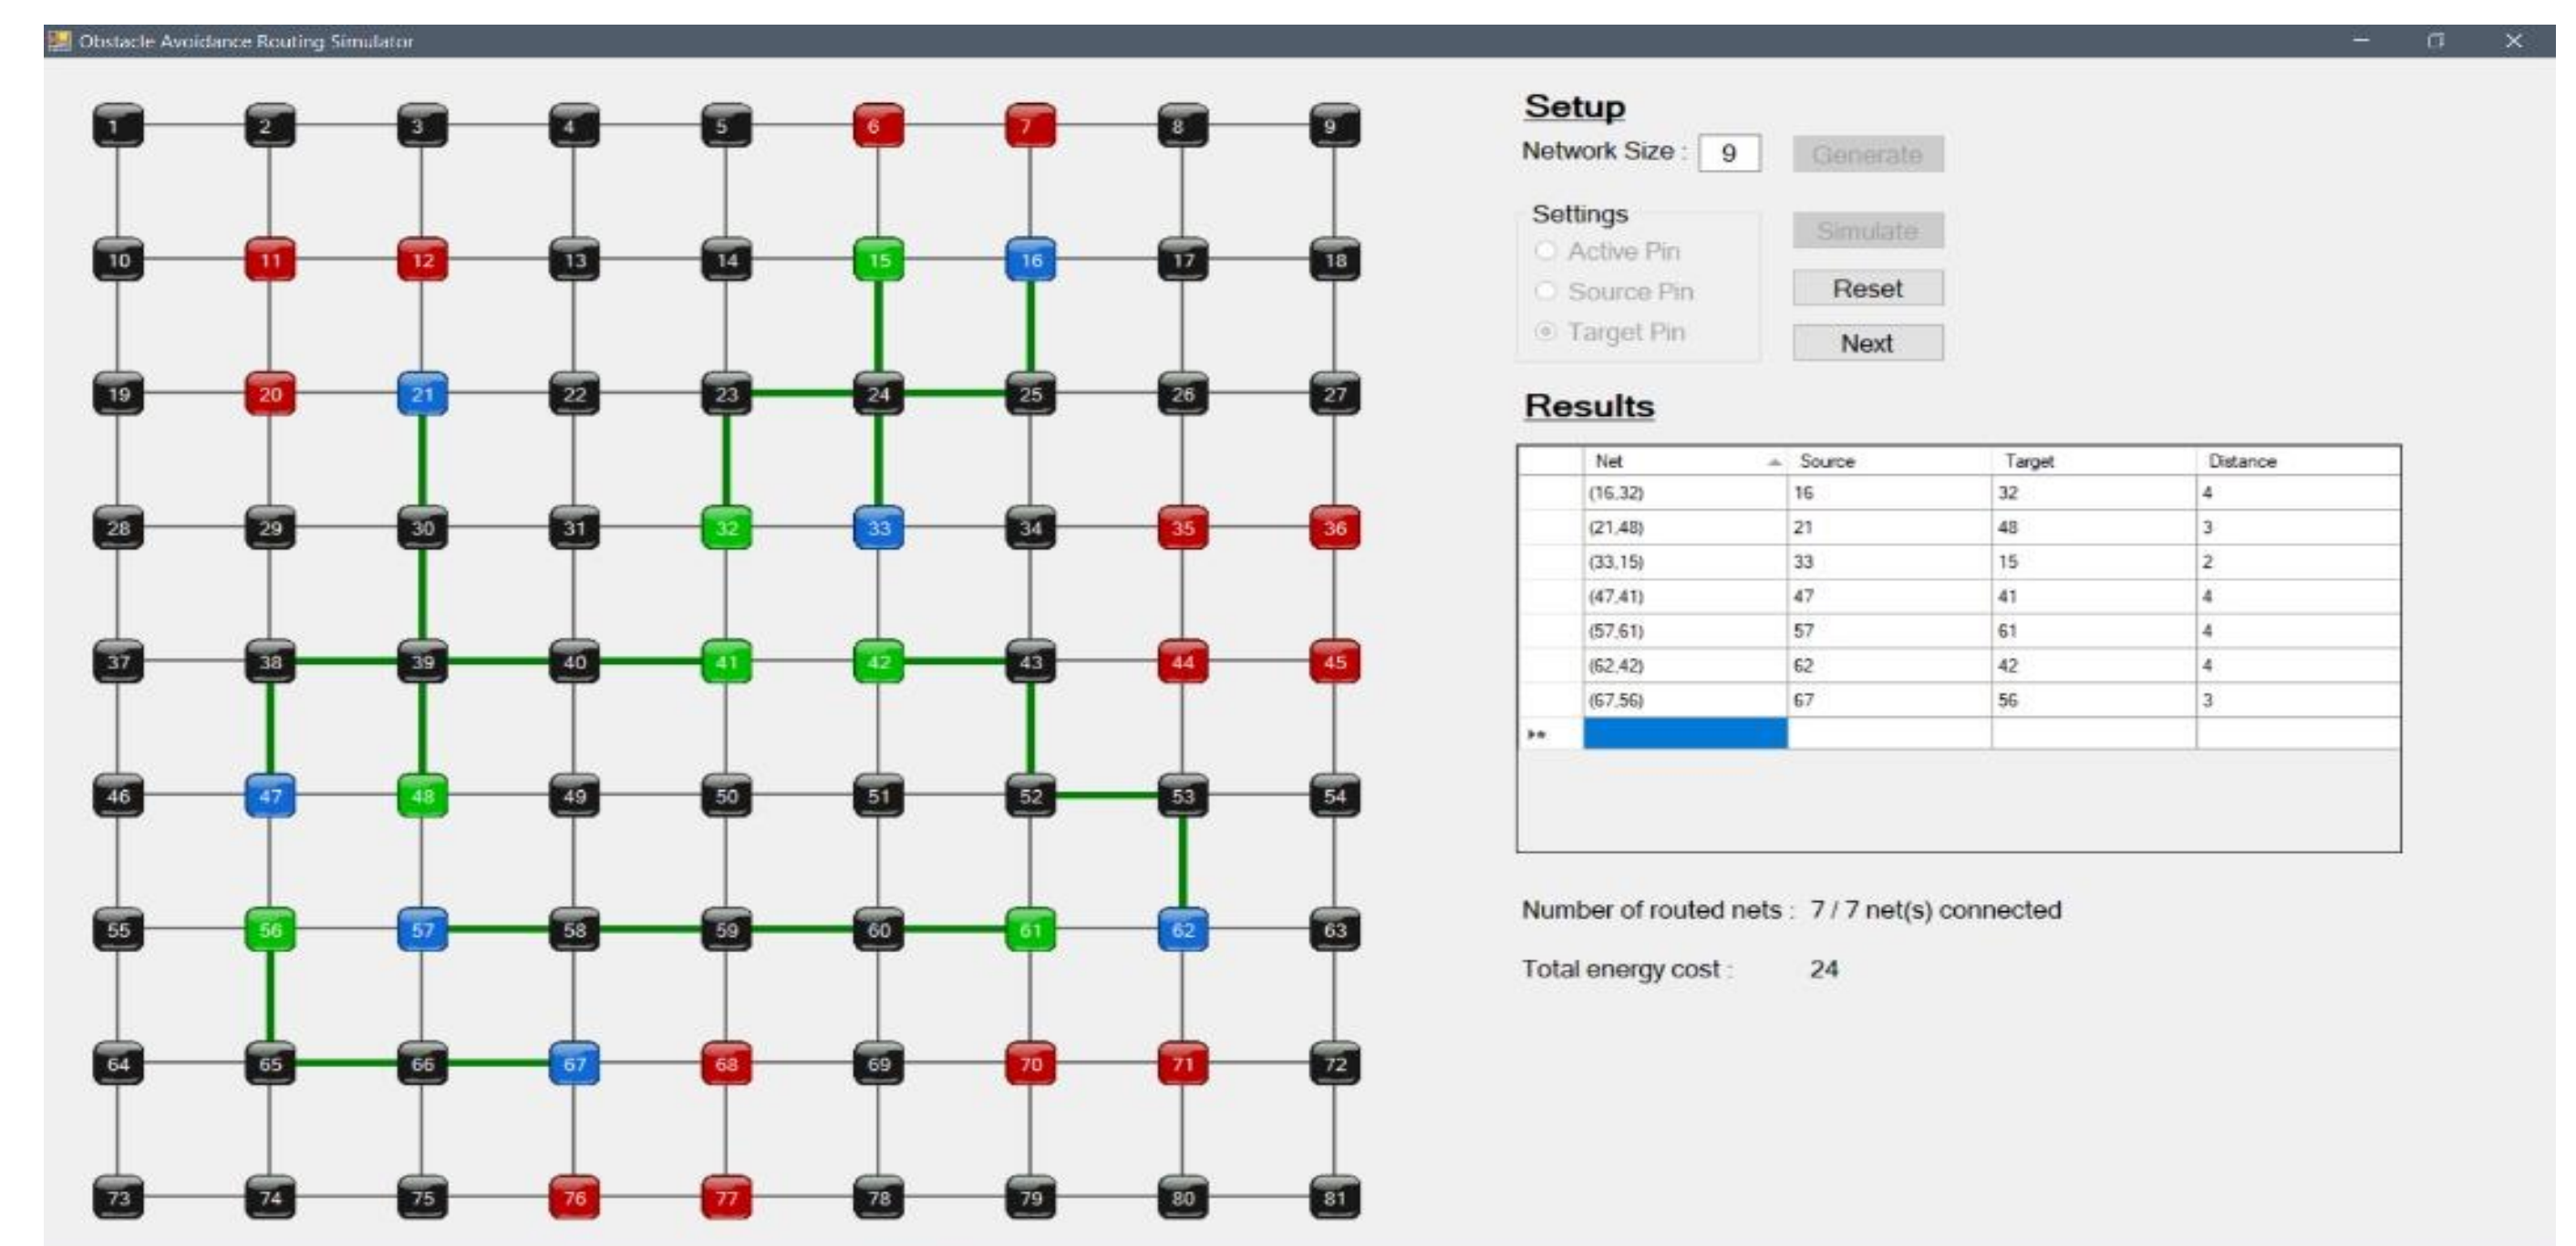 Obstacle Avoidance Routing Simulator
1 2 3 4 5 6 7 8 9
10 11 12 13 14 15 16 17 18
19 20 21 22 23 24 25 26 27
28 29 30 31 32 33 34 35 36
37 38 39 40 41 42 43 44 45
46 47 48 49 50 51 52 53 54
55 56 57 58 59 60 61 62 63
64 65 66 67 68 69 70 71 72
73 74 75 76 77 78 79 80 81
Setup
Network Size : 9 Generate
Settings
Active Pin
Source Pin
Target Pin
Simulate
Reset
Next
Results
Net Source Target Distance
(16,32) 16 32 4
(21,48) 21 48 3
(33,15) 33 15 2
(47,41) 47 41 4
(57,61) 57 61 4
(62,42) 62 42 4
(67,56) 67 56 3
Number of routed nets : 7 / 7 net(s) connected
Total energy cost : 24